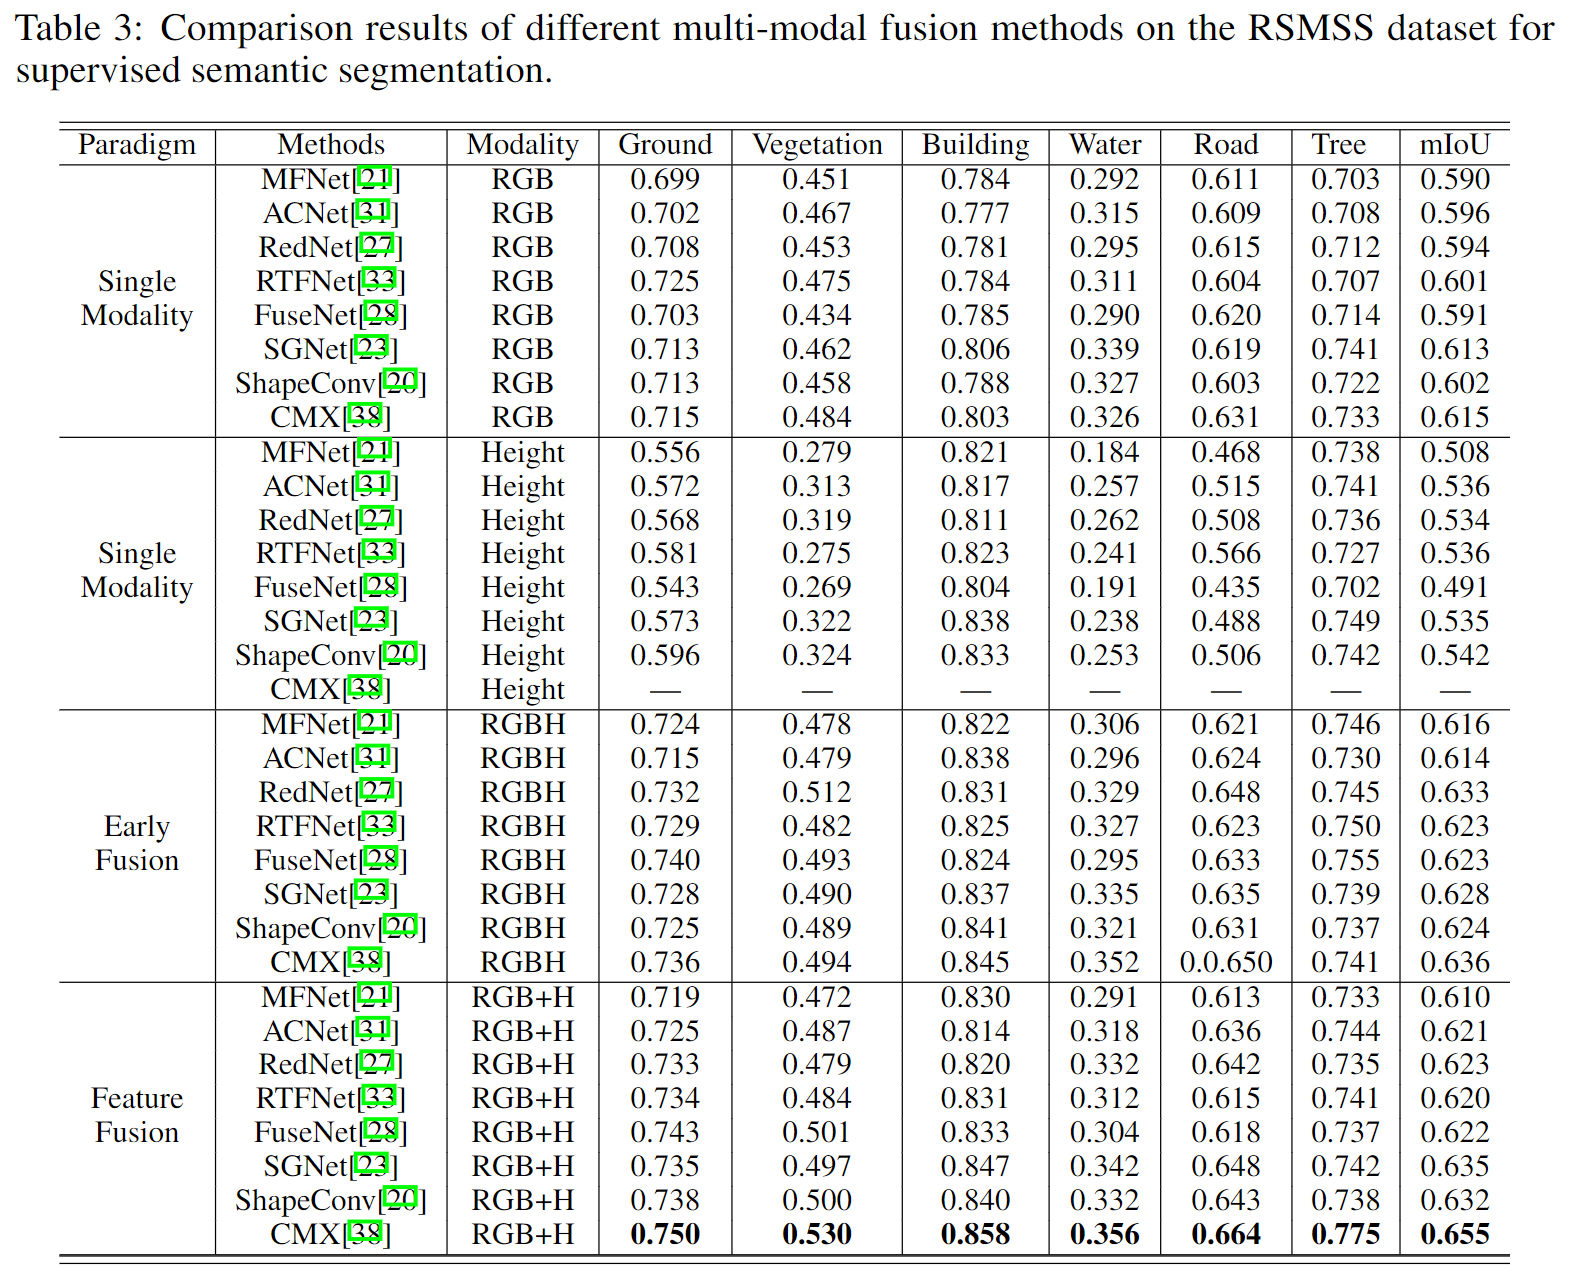 Table 3: Comparison results of different multi-modal fusion methods on the RSMSS dataset for
supervised semantic segmentation.
Paradigm Methods Modality Ground Vegetation Building Water Road Tree mIoU
MFNet[21] RGB 0.699 0.451 0.784 0.292 0.611 0.703 0.590
ACNet[31] RGB 0.702 0.467 0.777 0.315 0.609 0.708 0.596
RedNet[27] RGB 0.708 0.453 0.781 0.295 0.615 0.712 0.594
Single RTFNet[33] RGB 0.725 0.475 0.784 0.311 0.604 0.707 0.601
Modality FuseNet[28] RGB 0.703 0.434 0.785 0.290 0.620 0.714 0.591
SGNet[23] RGB 0.713 0.462 0.806 0.339 0.619 0.741 0.613
ShapeConv[20] RGB 0.713 0.458 0.788 0.327 0.603 0.722 0.602
CMX[38] RGB 0.715 0.484 0.803 0.326 0.631 0.733 0.615
MFNet[21] Height 0.556 0.279 0.821 0.184 0.468 0.738 0.508
ACNet[31] Height 0.572 0.313 0.817 0.257 0.515 0.741 0.536
RedNet[27] Height 0.568 0.319 0.811 0.262 0.508 0.736 0.534
Single RTFNet[33] Height 0.581 0.275 0.823 0.241 0.566 0.727 0.536
Modality FuseNet[28] Height 0.543 0.269 0.804 0.191 0.435 0.702 0.491
SGNet[23] Height 0.573 0.322 0.838 0.238 0.488 0.749 0.535
ShapeConv[20] Height 0.596 0.324 0.833 0.253 0.506 0.742 0.542
CMX[38] Height — — — — — — —
MFNet[21] RGBH 0.724 0.478 0.822 0.306 0.621 0.746 0.616
ACNet[31] RGBH 0.715 0.479 0.838 0.296 0.624 0.730 0.614
RedNet[27] RGBH 0.732 0.512 0.831 0.329 0.648 0.745 0.633
Early RTFNet[33] RGBH 0.729 0.482 0.825 0.327 0.623 0.750 0.623
Fusion FuseNet[28] RGBH 0.740 0.493 0.824 0.295 0.633 0.755 0.623
SGNet[23] RGBH 0.728 0.490 0.837 0.335 0.635 0.739 0.628
ShapeConv[20] RGBH 0.725 0.489 0.841 0.321 0.631 0.737 0.624
CMX[38] RGBH 0.736 0.494 0.845 0.352 0.0.650 0.741 0.636
MFNet[21] RGB+H 0.719 0.472 0.830 0.291 0.613 0.733 0.610
ACNet[31] RGB+H 0.725 0.487 0.814 0.318 0.636 0.744 0.621
RedNet[27] RGB+H 0.733 0.479 0.820 0.332 0.642 0.735 0.623
Feature RTFNet[33] RGB+H 0.734 0.484 0.831 0.312 0.615 0.741 0.620
Fusion FuseNet[28] RGB+H 0.743 0.501 0.833 0.304 0.618 0.737 0.622
SGNet[23] RGB+H 0.735 0.497 0.847 0.342 0.648 0.742 0.635
ShapeConv[20] RGB+H 0.738 0.500 0.840 0.332 0.643 0.738 0.632
CMX[38] RGB+H 0.750 0.530 0.858 0.356 0.664 0.775 0.655